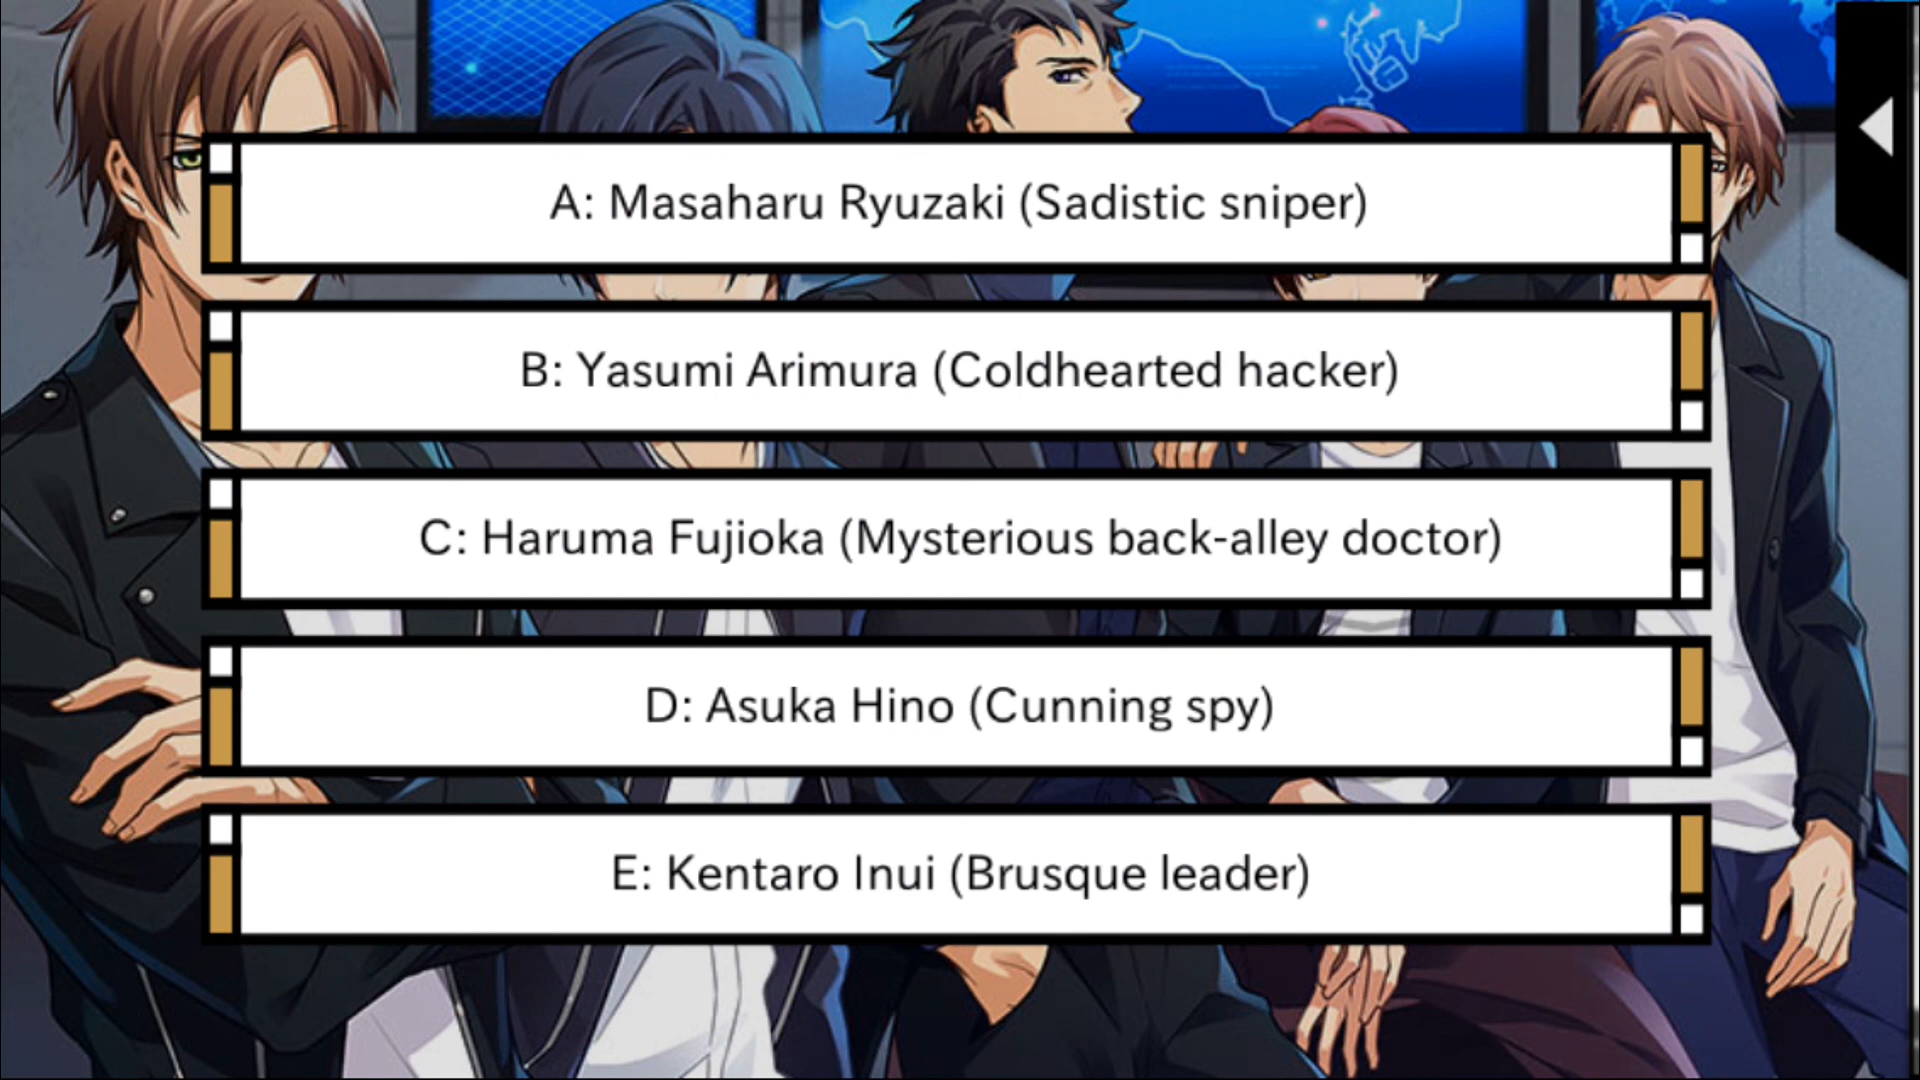 A: Masaharu Ryuzaki (Sadistic sniper)
B: Yasumi Arimura (Coldhearted hacker)
C: Haruma Fujioka (Mysterious back-alley doctor)
D: Asuka Hino (Cunning spy)
E: Kentaro Inui (Brusque leader)